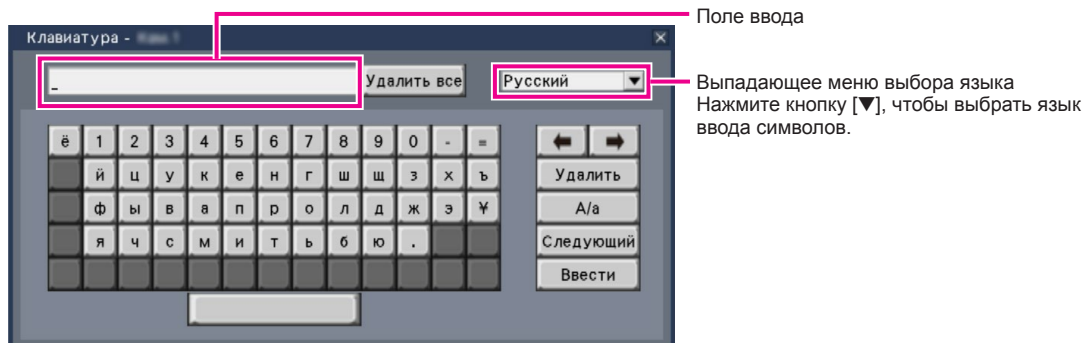 Поле ввода
Клавиатура -
_ Удалить все Русский ▼
Выпадающее меню выбора языка
Нажмите кнопку [▼], чтобы выбрать язык
ввода символов.
ё 1 2 3 4 5 6 7 8 9 0 - = ← →
й ц у к е н г ш щ з х ъ Удалить
ф ы в а п р о л д ж э ¥ А/а
я ч с м и т ь б ю . Следующий
Ввести